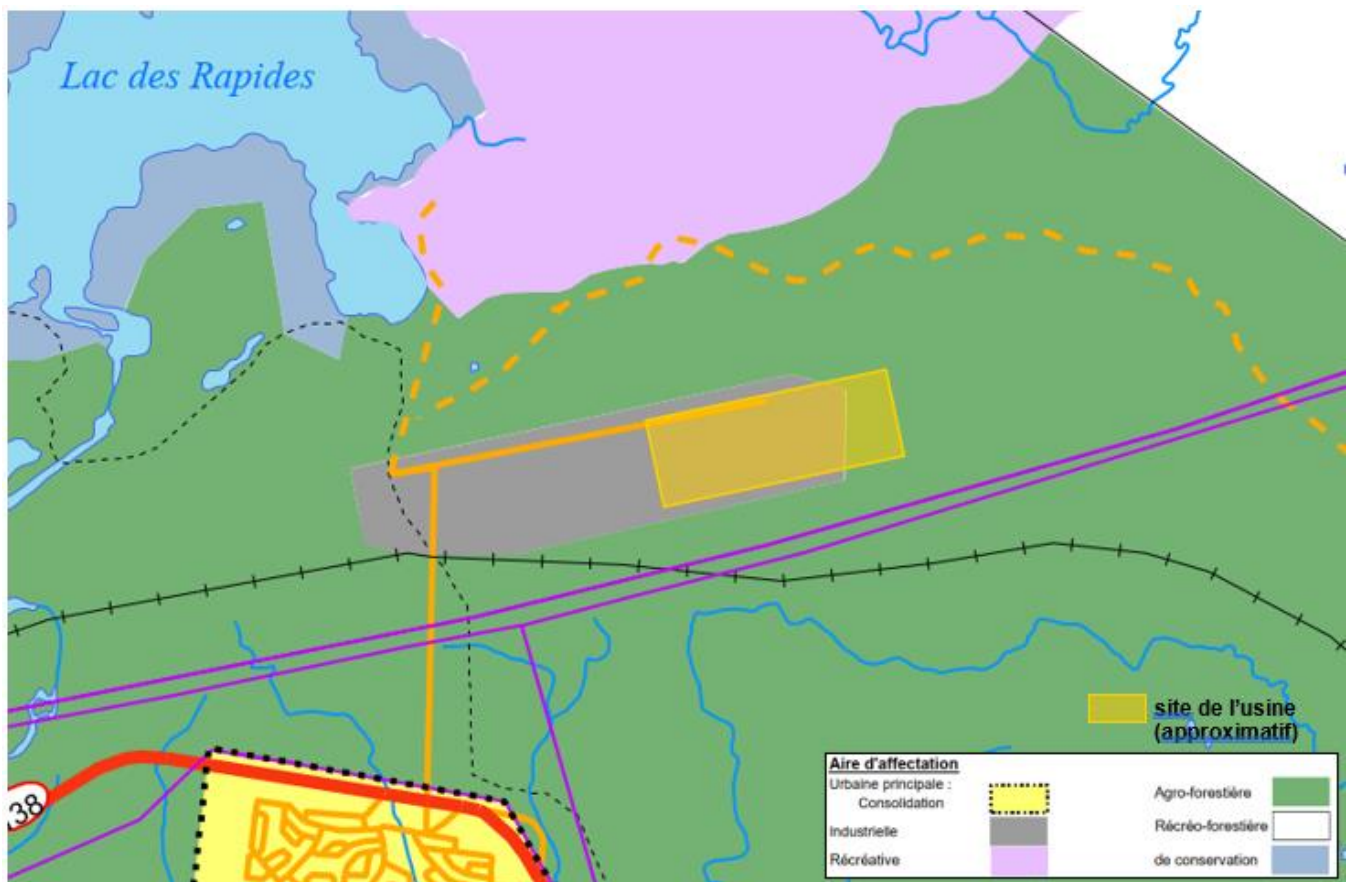 Lac des Rapides
138
site de l'usine
(approximatif)
Aire d'affectation
Urbaine principale :
Consolidation
Industrielle
Récréative
Agro-forestière
Récréo-forestière
de conservation